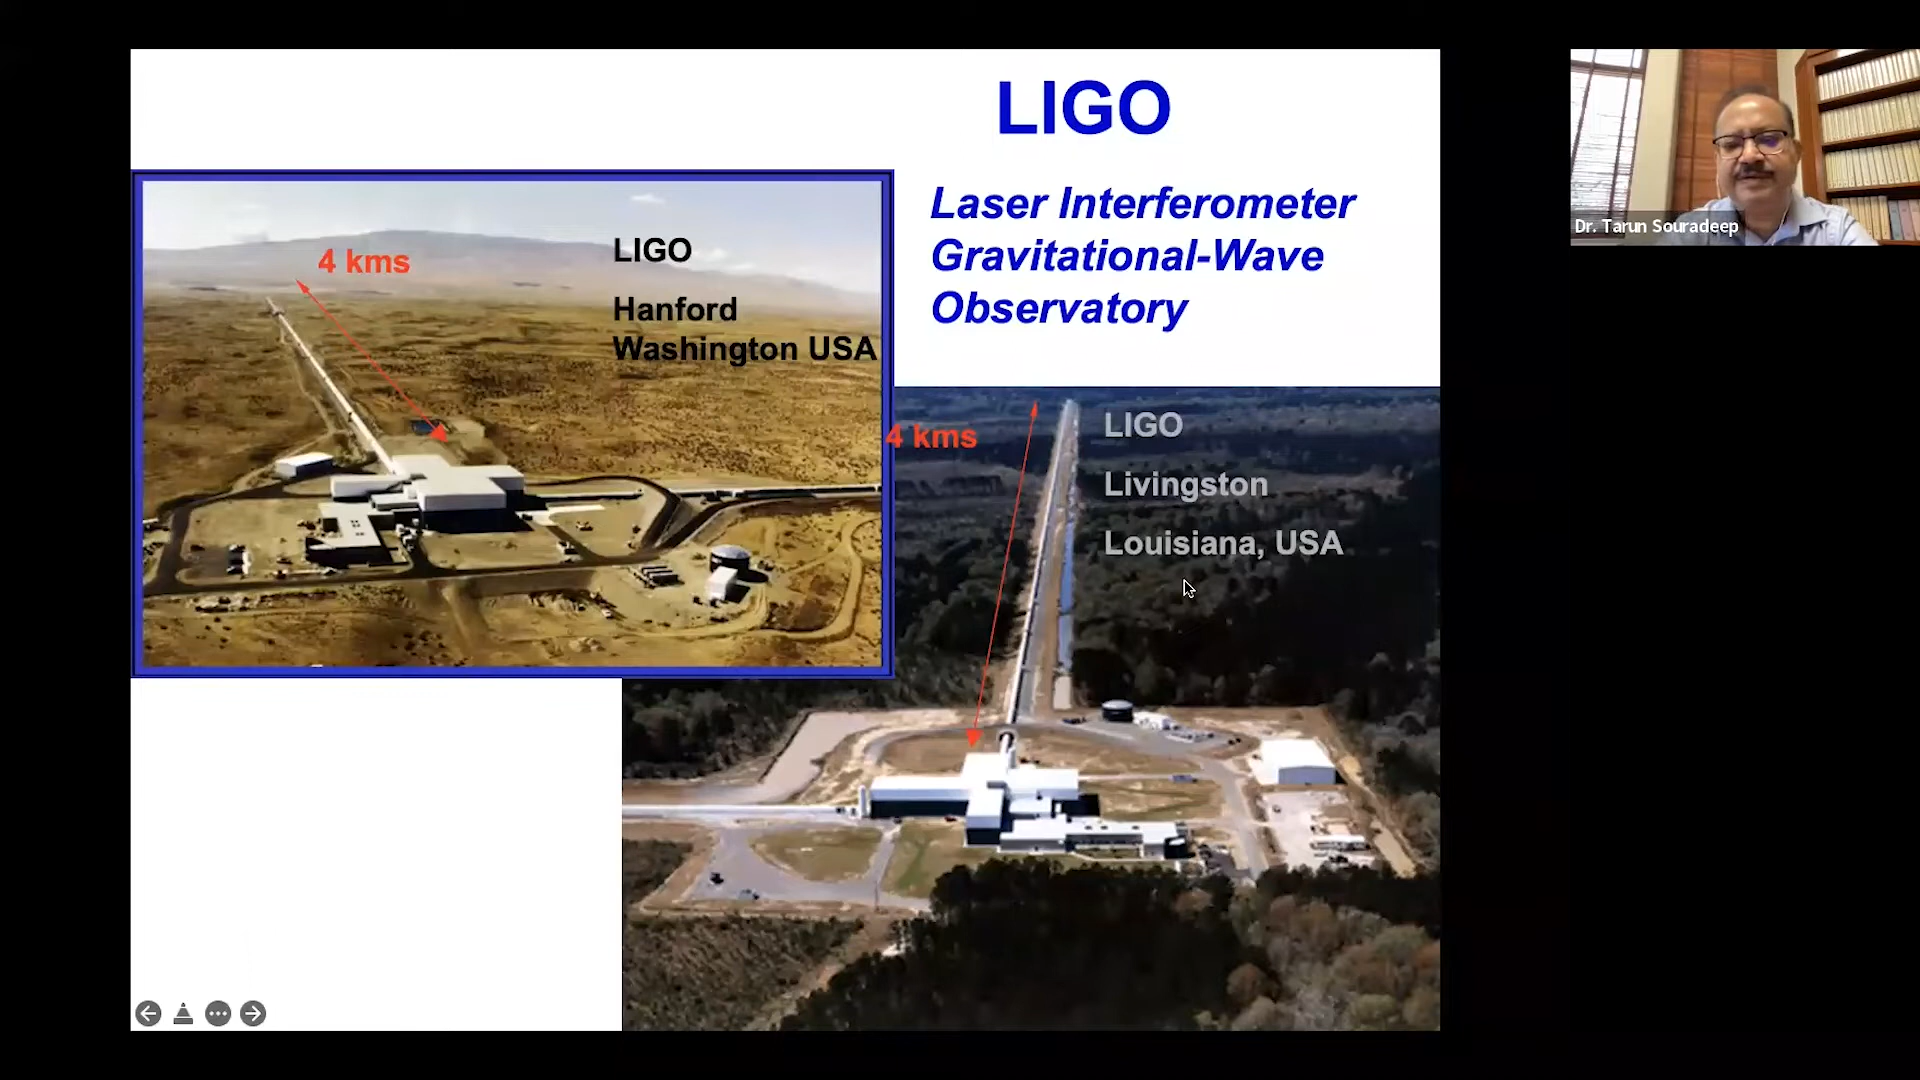 LIGO
Laser Interferometer
Gravitational-Wave
Observatory
4 kms
LIGO
Hanford
Washington USA
4 kms
LIGO
Livingston
Louisiana, USA
Dr. Tarun Souradeep